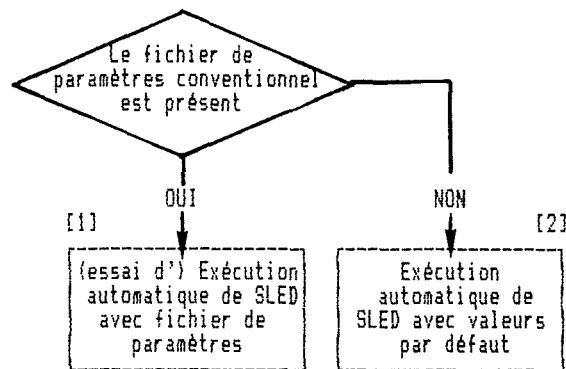 Le fichier de
paramètres conventionnel
est présent
OUI
NON
[1]
[2]
(essai d') Exécution
automatique de SLED
avec fichier de
paramètres
Exécution
automatique de
SLED avec valeurs
par défaut